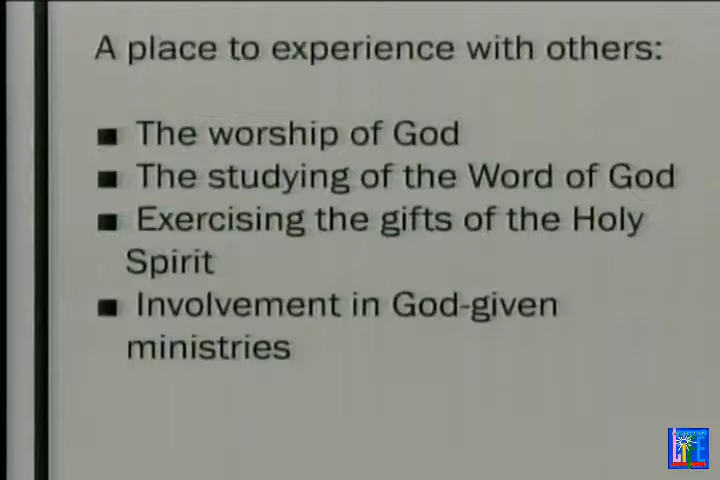 A place to experience with others:
■ The worship of God
■ The studying of the Word of God
■ Exercising the gifts of the Holy
Spirit
■ Involvement in God-given
ministries
LIFE